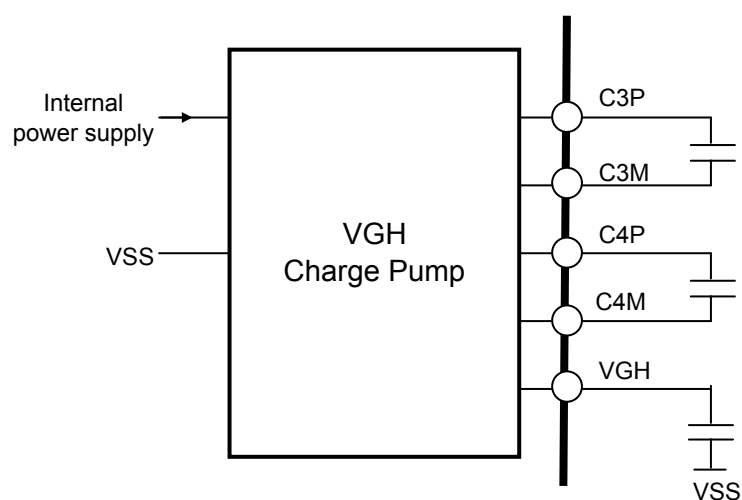 Internal
power supply
VSS
VGH
Charge Pump
C3P
C3M
C4P
C4M
VGH
VSS